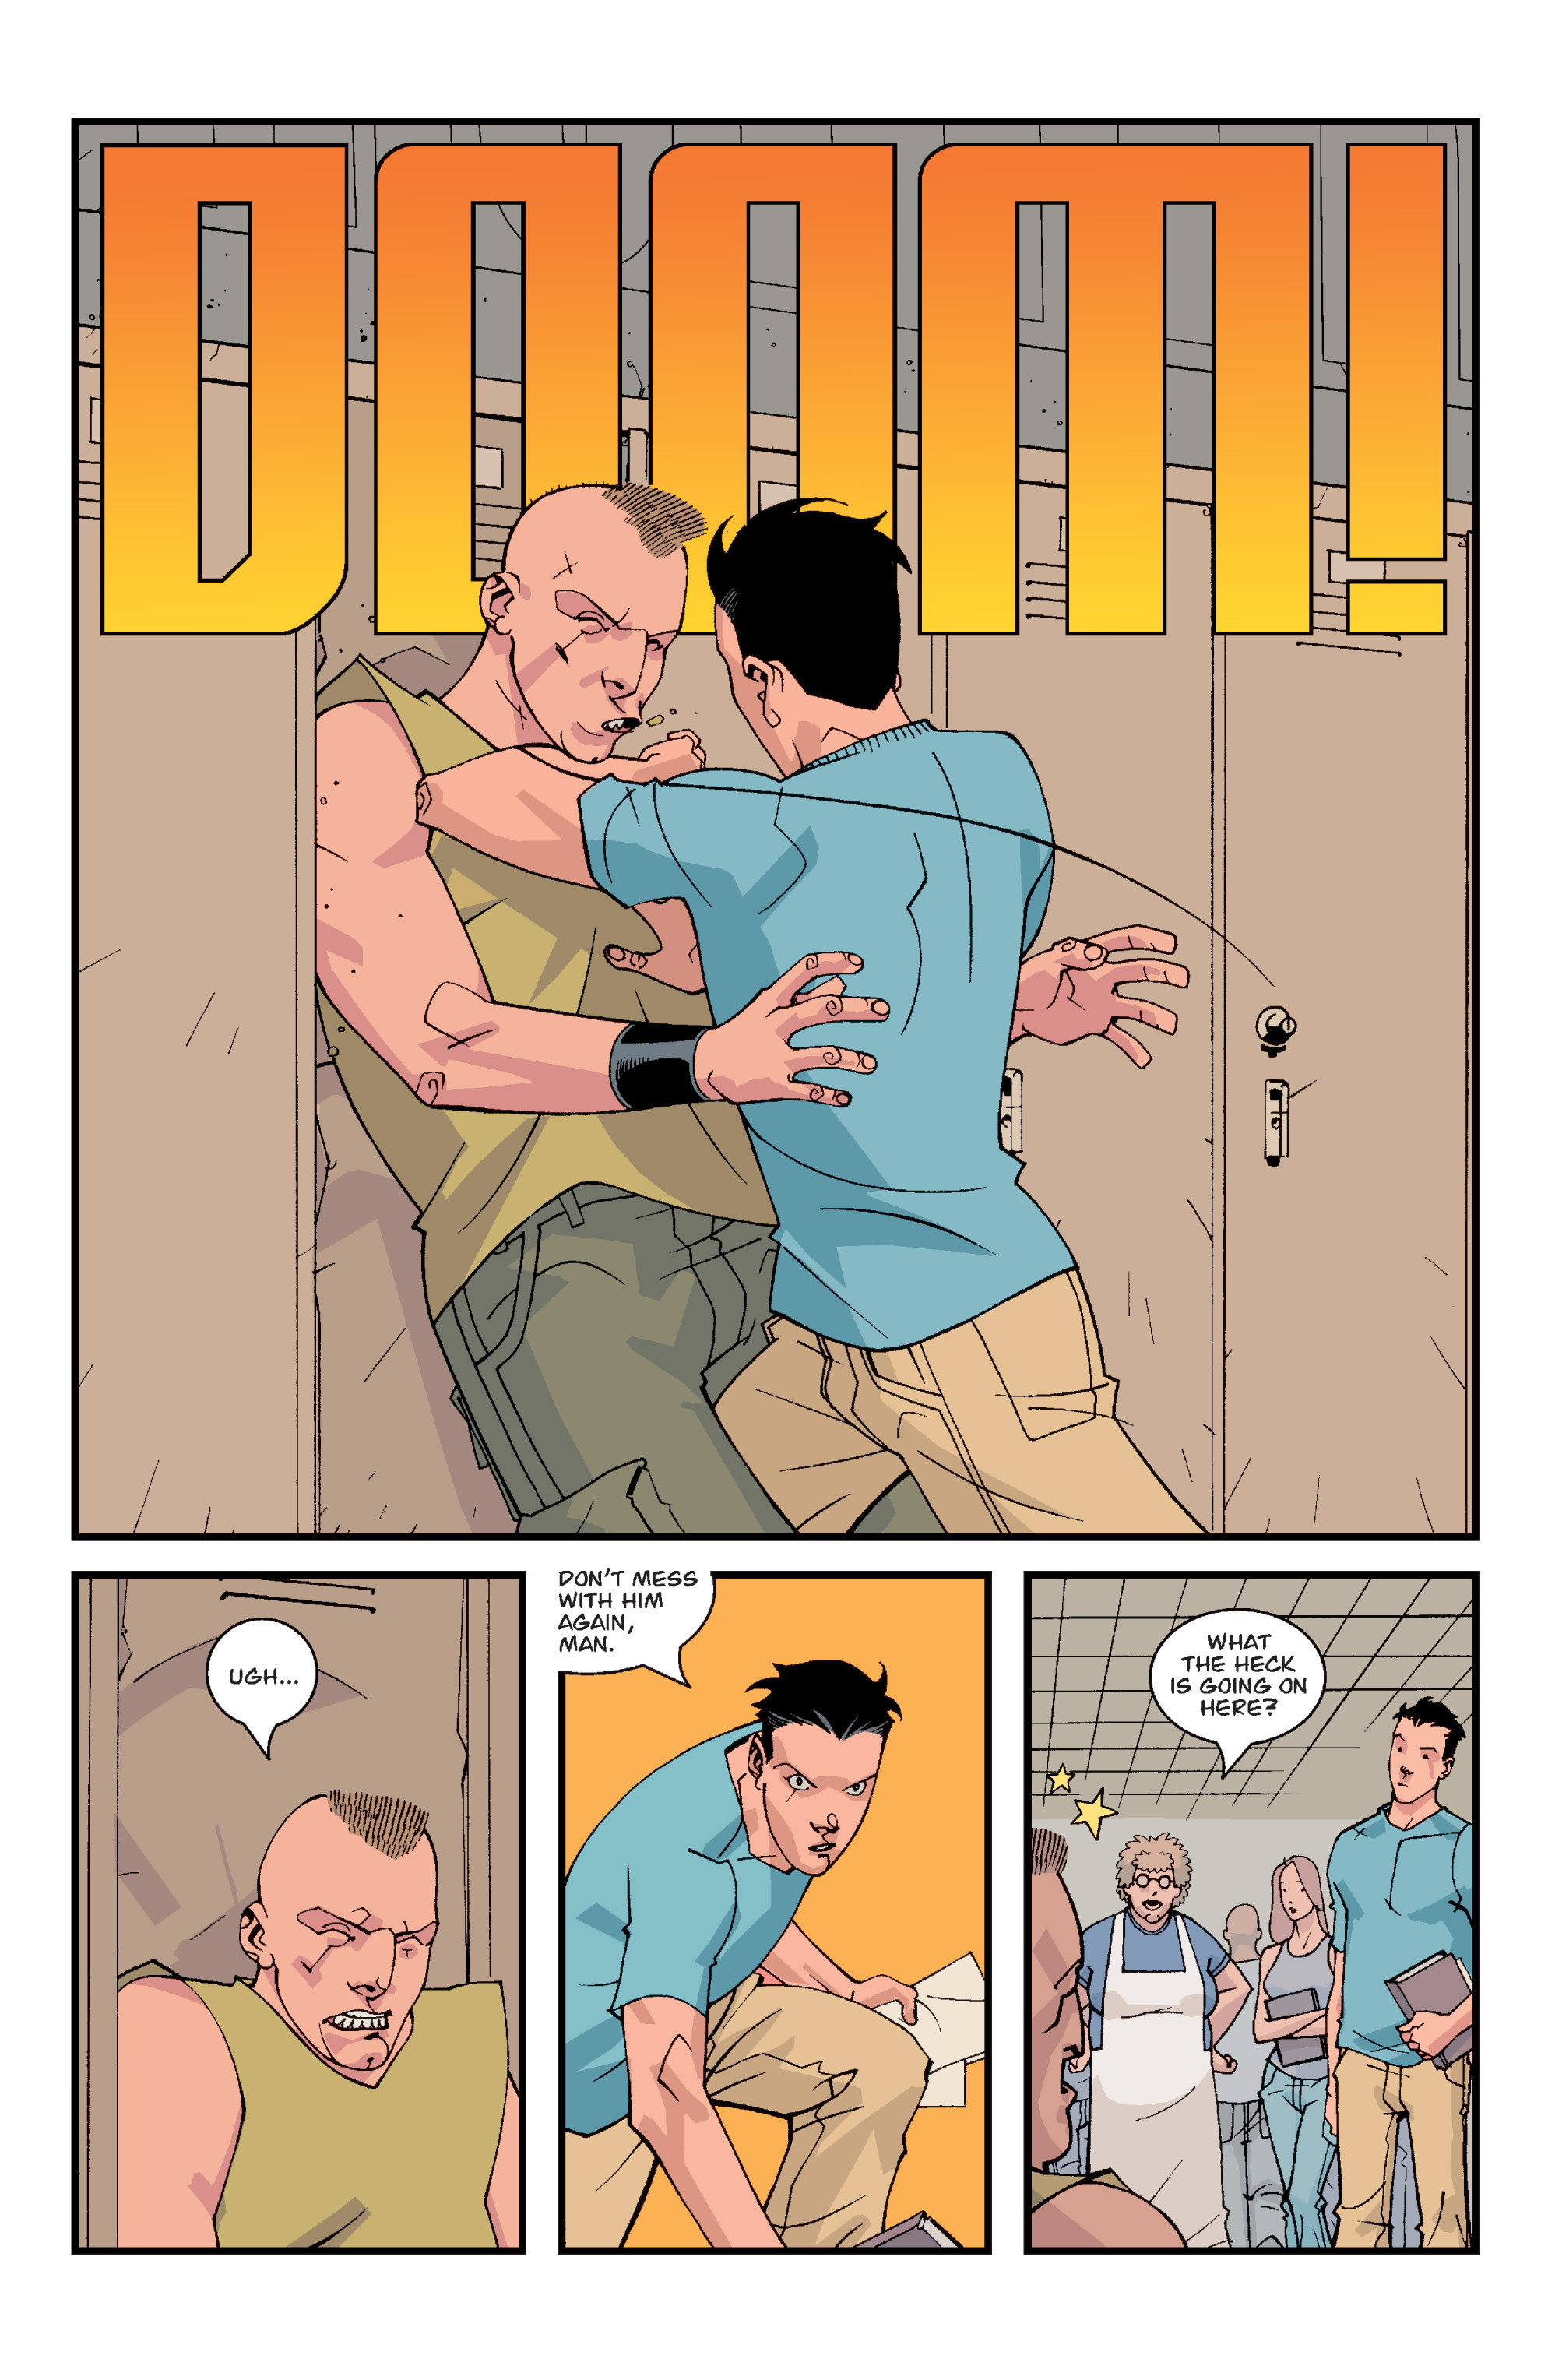 DOOM!
UGH...
DON'T MESS
WITH HIM
AGAIN,
MAN.
WHAT
THE HECK
IS GOING ON
HERE?